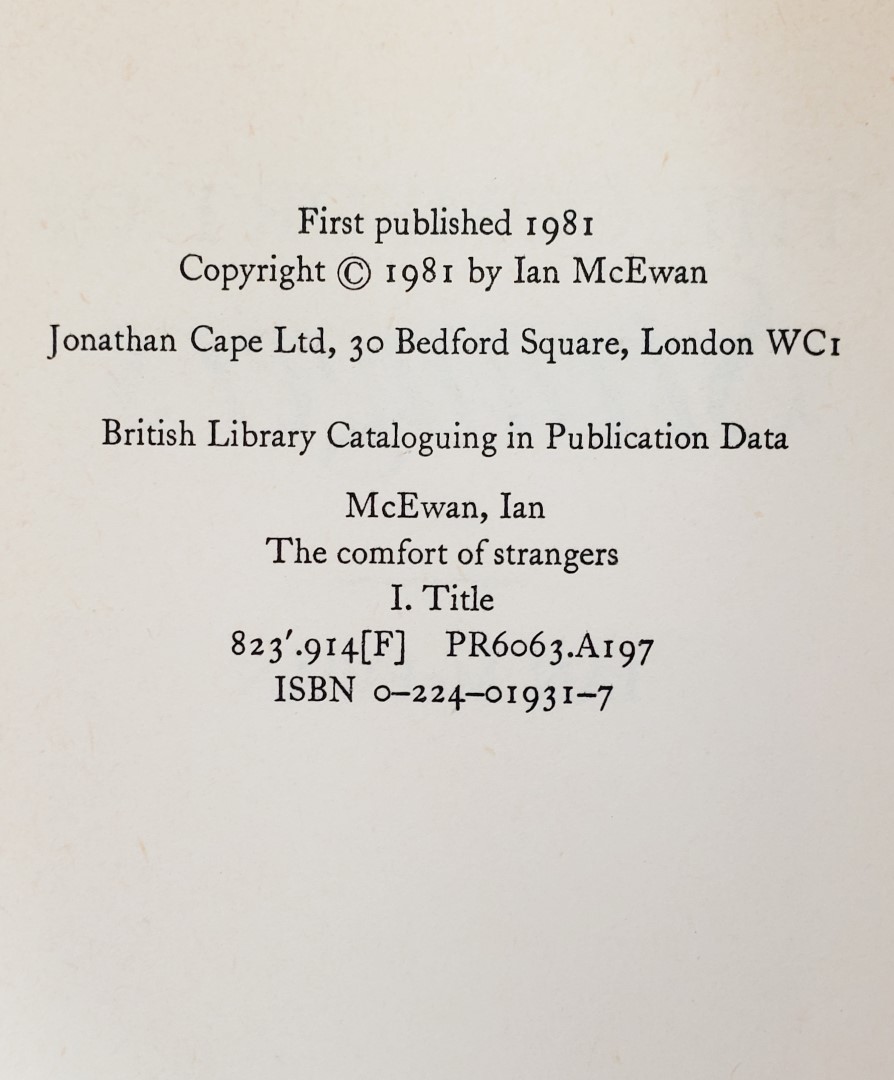 First published 1981
Copyright © 1981 by Ian McEwan
Jonathan Cape Ltd, 30 Bedford Square, London WC1
British Library Cataloguing in Publication Data
McEwan, Ian
The comfort of strangers
I. Title
823′.914[F] PR6063.A197
ISBN 0–224–01931–7